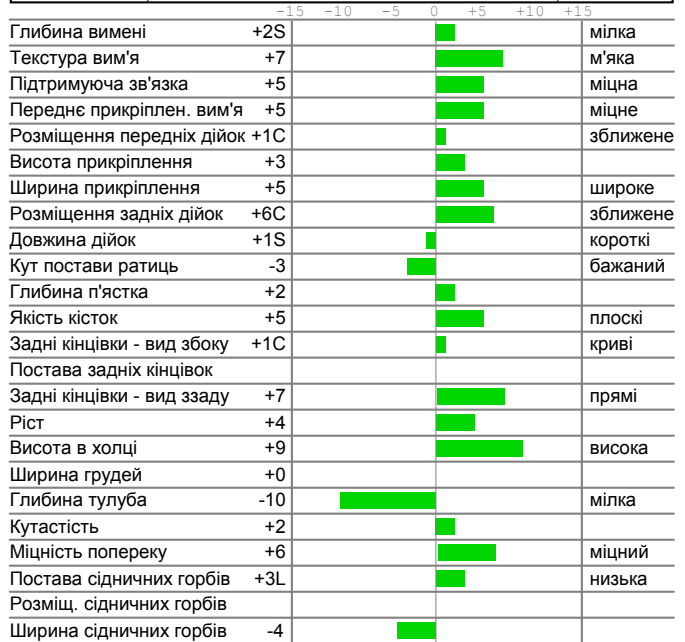 -15 -10 -5 0 +5 +10 +15
Глибина вимені +2S мілка
Текстура вим'я +7 м'яка
Підтримуюча зв'язка +5 міцна
Переднє прикріплен. вим'я +5 міцне
Розміщення передніх дійок +1C зближене
Висота прикріплення +3
Ширина прикріплення +5 широке
Розміщення задніх дійок +6C зближене
Довжина дійок +1S короткі
Кут постави ратиць -3 бажаний
Глибина п'ястка +2
Якість кісток +5 плоскі
Задні кінцівки - вид збоку +1C криві
Постава задніх кінцівок
Задні кінцівки - вид ззаду +7 прямі
Ріст +4
Висота в холці +9 висока
Ширина грудей +0
Глибина тулуба -10 мілка
Кутастість +2
Міцність попереку +6 міцний
Постава сідничних горбів +3L низька
Розміщ. сідничних горбів
Ширина сідничних горбів -4